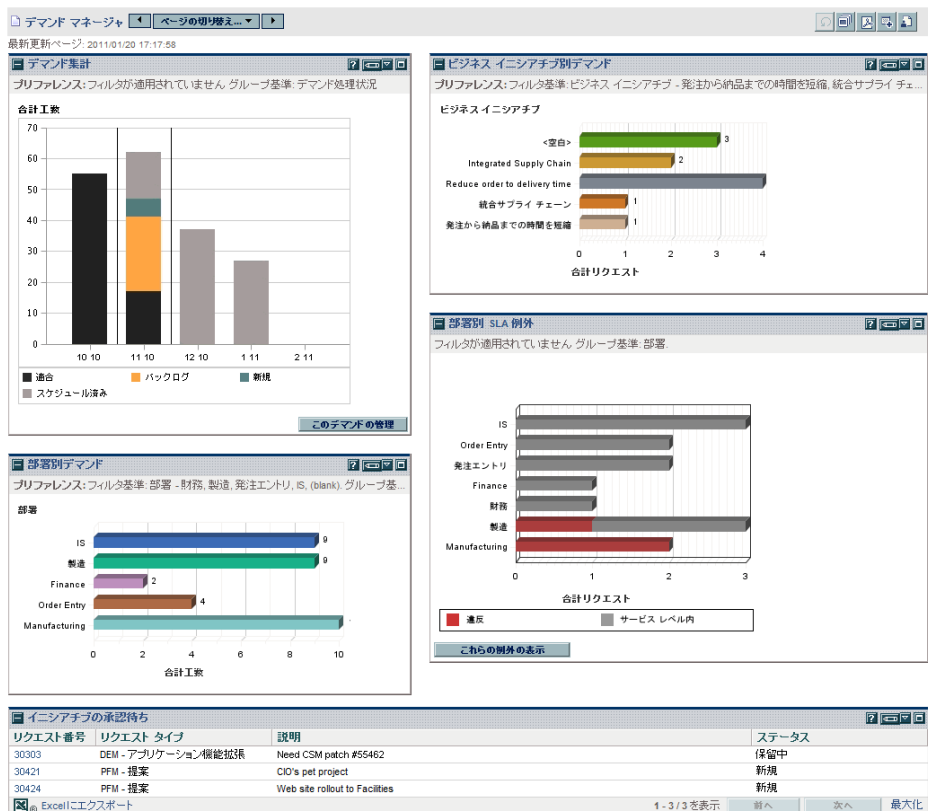 デマンド マネージャ ページの切り替え...
最新更新ページ: 2011/01/20 17:17:58
デマンド集計
プリファレンス:フィルタが適用されていません グループ基準: デマンド処理状況
合計工数
70
60
50
40
30
20
10
0
10 10
11 10
12 10
1 11
2 11
適合
バックログ
新規
スケジュール済み
このデマンドの管理
部署別デマンド
プリファレンス:フィルタ基準: 部署 - 財務, 製造, 発注エントリ, IS, (blank). グループ基...
部署
IS 9
製造 9
Finance 2
Order Entry 4
Manufacturing
0 2 4 6 8 10
合計工数
ビジネス イニシアチブ別デマンド
プリファレンス:フィルタ基準: ビジネス イニシアチブ - 発注から納品までの時間を短縮, 統合サプライ チェ...
ビジネス イニシアチブ
<空白> 3
Integrated Supply Chain 2
Reduce order to delivery time
統合サプライ チェーン 1
発注から納品までの時間を短縮 1
0 1 2 3 4
合計リクエスト
部署別 SLA 例外
フィルタが適用されていません グループ基準: 部署.
IS
Order Entry
発注エントリ
Finance
財務
製造
Manufacturing
0 1 2 3
合計リクエスト
違反
サービス レベル内
これらの例外の表示
イニシアチブの承認待ち
リクエスト番号 リクエスト タイプ 説明 ステータス
30303 DEM - アプリケーション機能拡張 Need CSM patch #55462 保留中
30421 PFM - 提案 CIO's pet project 新規
30424 PFM - 提案 Web site rollout to Facilities 新規
Excelにエクスポート 1 - 3 / 3 を表示 前へ 次へ 最大化